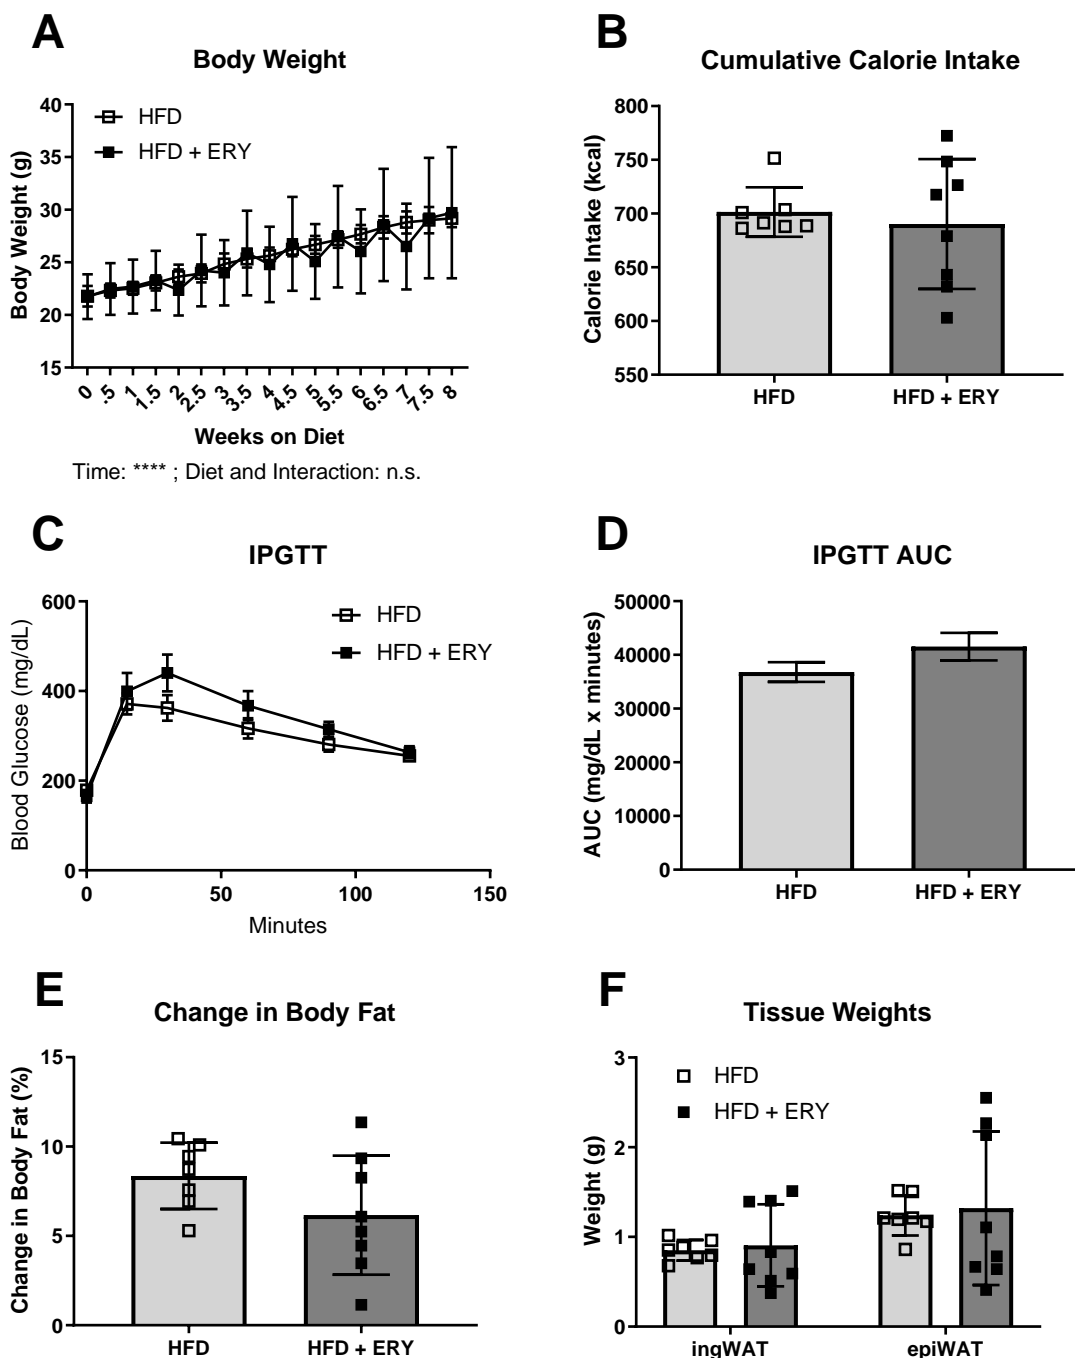 A
Body Weight
HFD
HFD + ERY
Body Weight (g)
40
35
30
25
20
15
0 .5 1 1.5 2 2.5 3 3.5 4 4.5 5 5.5 6 6.5 7 7.5 8
Weeks on Diet
Time: **** ; Diet and Interaction: n.s.
B
Cumulative Calorie Intake
Calorie Intake (kcal)
800
750
700
650
600
550
HFD HFD + ERY
C
IPGTT
HFD
HFD + ERY
Blood Glucose (mg/dL)
600
400
200
0
0 50 100 150
Minutes
D
IPGTT AUC
AUC (mg/dL x minutes)
50000
40000
30000
20000
10000
0
HFD HFD + ERY
E
Change in Body Fat
Change in Body Fat (%)
15
10
5
0
HFD HFD + ERY
F
Tissue Weights
HFD
HFD + ERY
Weight (g)
3
2
1
0
ingWAT epiWAT